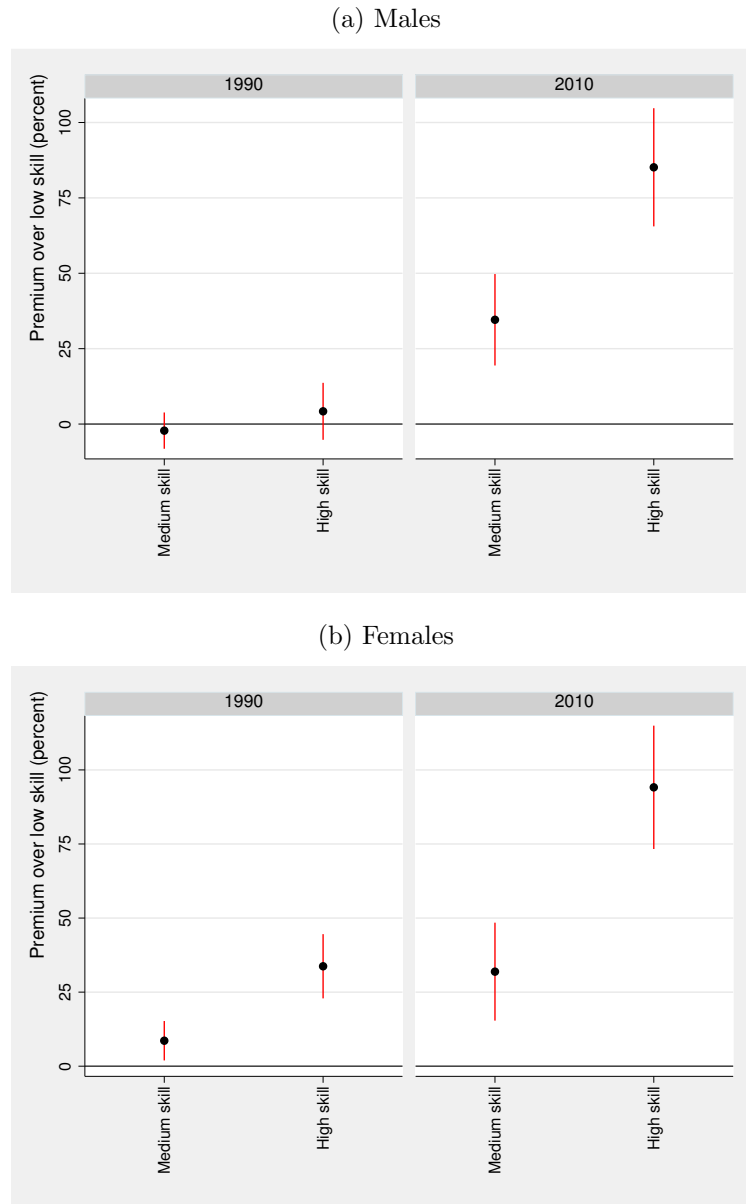 (a) Males
1990
2010
Premium over low skill (percent)
100
75
50
25
0
Medium skill
High skill
Medium skill
High skill
(b) Females
1990
2010
Premium over low skill (percent)
100
75
50
25
0
Medium skill
High skill
Medium skill
High skill